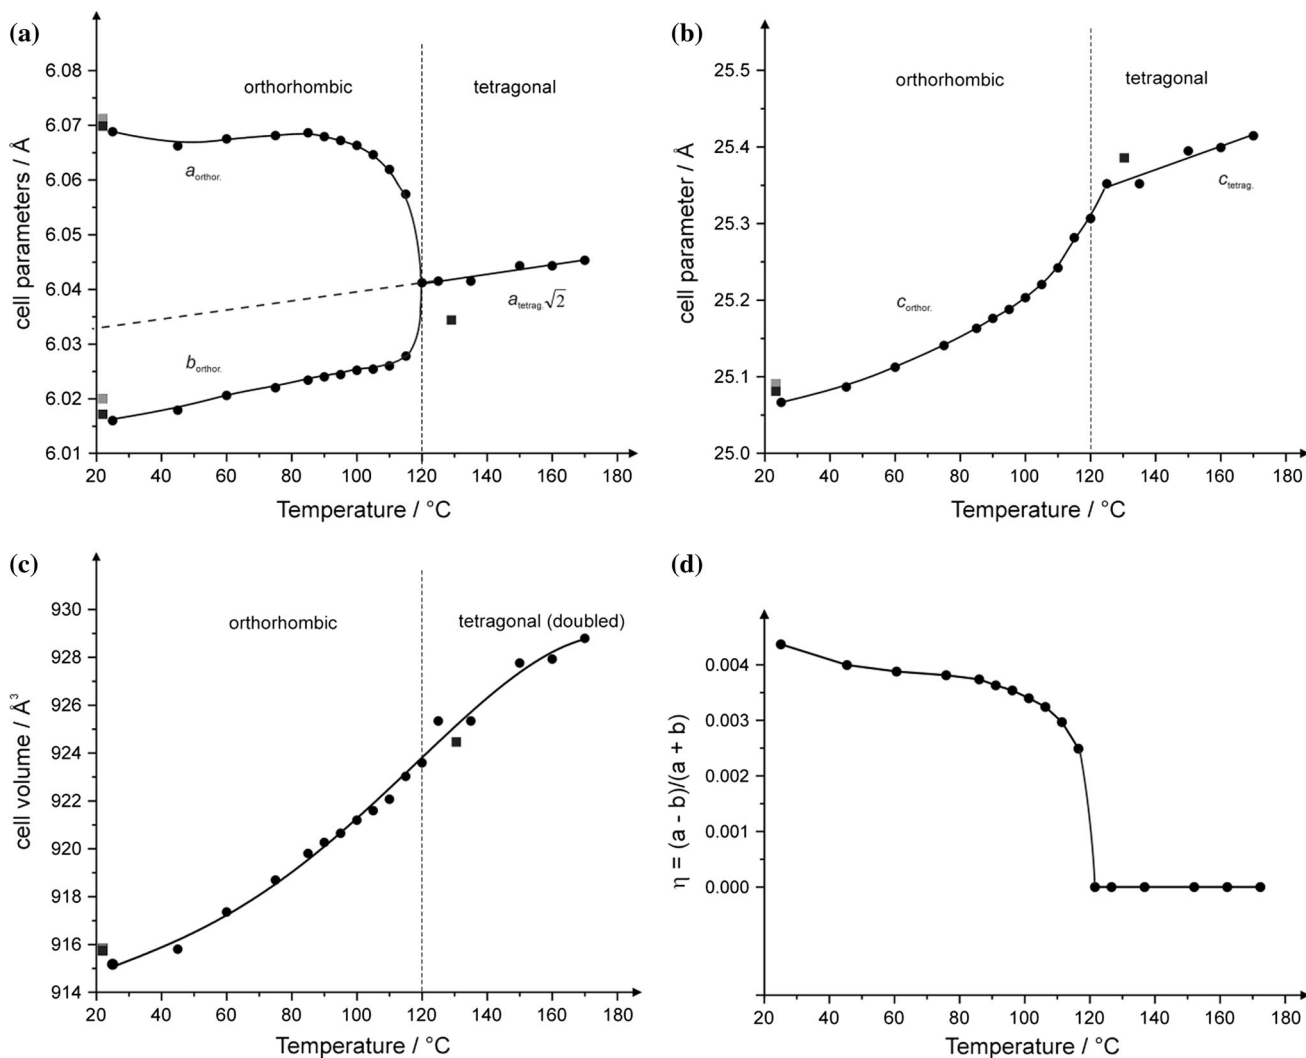 (a)
6.08
6.07
6.06
6.05
6.04
6.03
6.02
6.01
cell parameters / Å
orthorhombic
tetragonal
a orthor.
a tetrag.√2
b orthor.
20 40 60 80 100 120 140 160 180
Temperature / °C
(b)
25.5
25.4
25.3
25.2
25.1
25.0
cell parameter / Å
orthorhombic
tetragonal
c tetrag.
c orthor.
20 40 60 80 100 120 140 160 180
Temperature / °C
(c)
930
928
926
924
922
920
918
916
914
cell volume / Å³
orthorhombic
tetragonal (doubled)
20 40 60 80 100 120 140 160 180
Temperature / °C
(d)
0.004
0.003
0.002
0.001
0.000
η = (a - b)/(a + b)
20 40 60 80 100 120 140 160 180
Temperature / °C